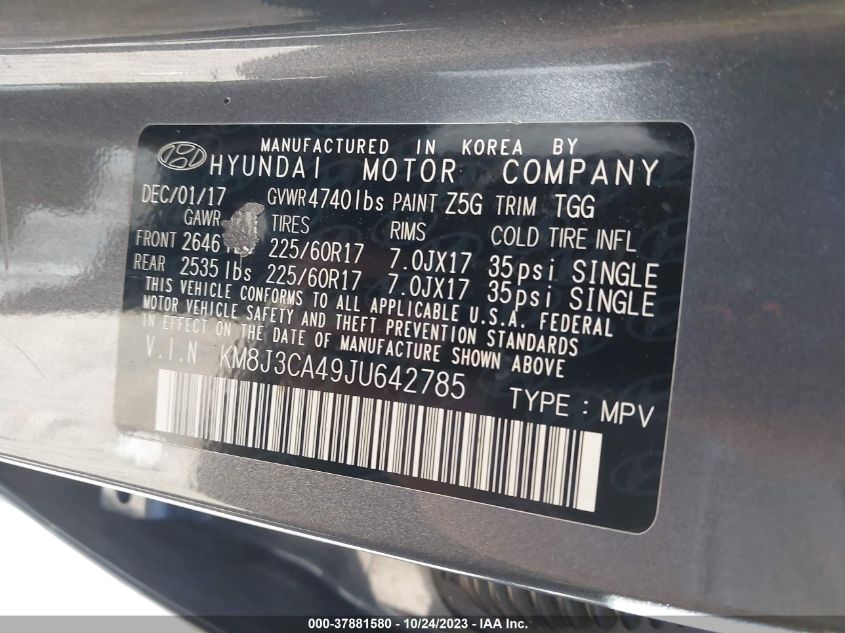 MANUFACTURED IN KOREA BY
HYUNDAI MOTOR COMPANY
DEC/01/17 GVWR 4740lbs PAINT Z5G TRIM TGG
GAWR TIRES RIMS COLD TIRE INFL
FRONT 2646 225/60R17 7.0JX17 35psi SINGLE
REAR 2535 lbs 225/60R17 7.0JX17 35psi SINGLE
THIS VEHICLE CONFORMS TO ALL APPLICABLE U.S.A. FEDERAL
MOTOR VEHICLE SAFETY AND THEFT PREVENTION STANDARDS
IN EFFECT ON THE DATE OF MANUFACTURE SHOWN ABOVE.
V.I.N KM8J3CA49JU642785
TYPE : MPV
000-37881580 - 10/24/2023 - IAAI.com